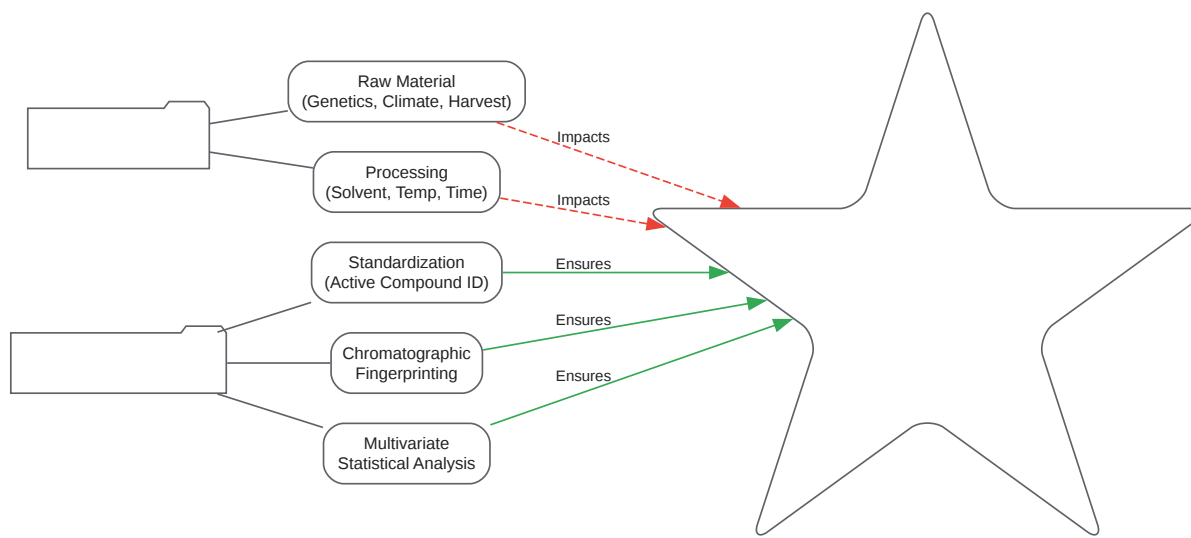 Raw Material
(Genetics, Climate, Harvest)
Impacts
Processing
(Solvent, Temp, Time)
Impacts
Standardization
(Active Compound ID)
Ensures
Chromatographic
Fingerprinting
Ensures
Multivariate
Statistical Analysis
Ensures